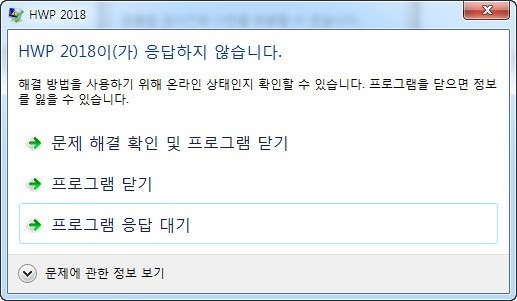 HWP 2018
HWP 2018이(가) 응답하지 않습니다.
해결 방법을 사용하기 위해 온라인 상태인지 확인할 수 있습니다. 프로그램을 닫으면 정보
를 잃을 수 있습니다.
문제 해결 확인 및 프로그램 닫기
프로그램 닫기
프로그램 응답 대기
문제에 관한 정보 보기